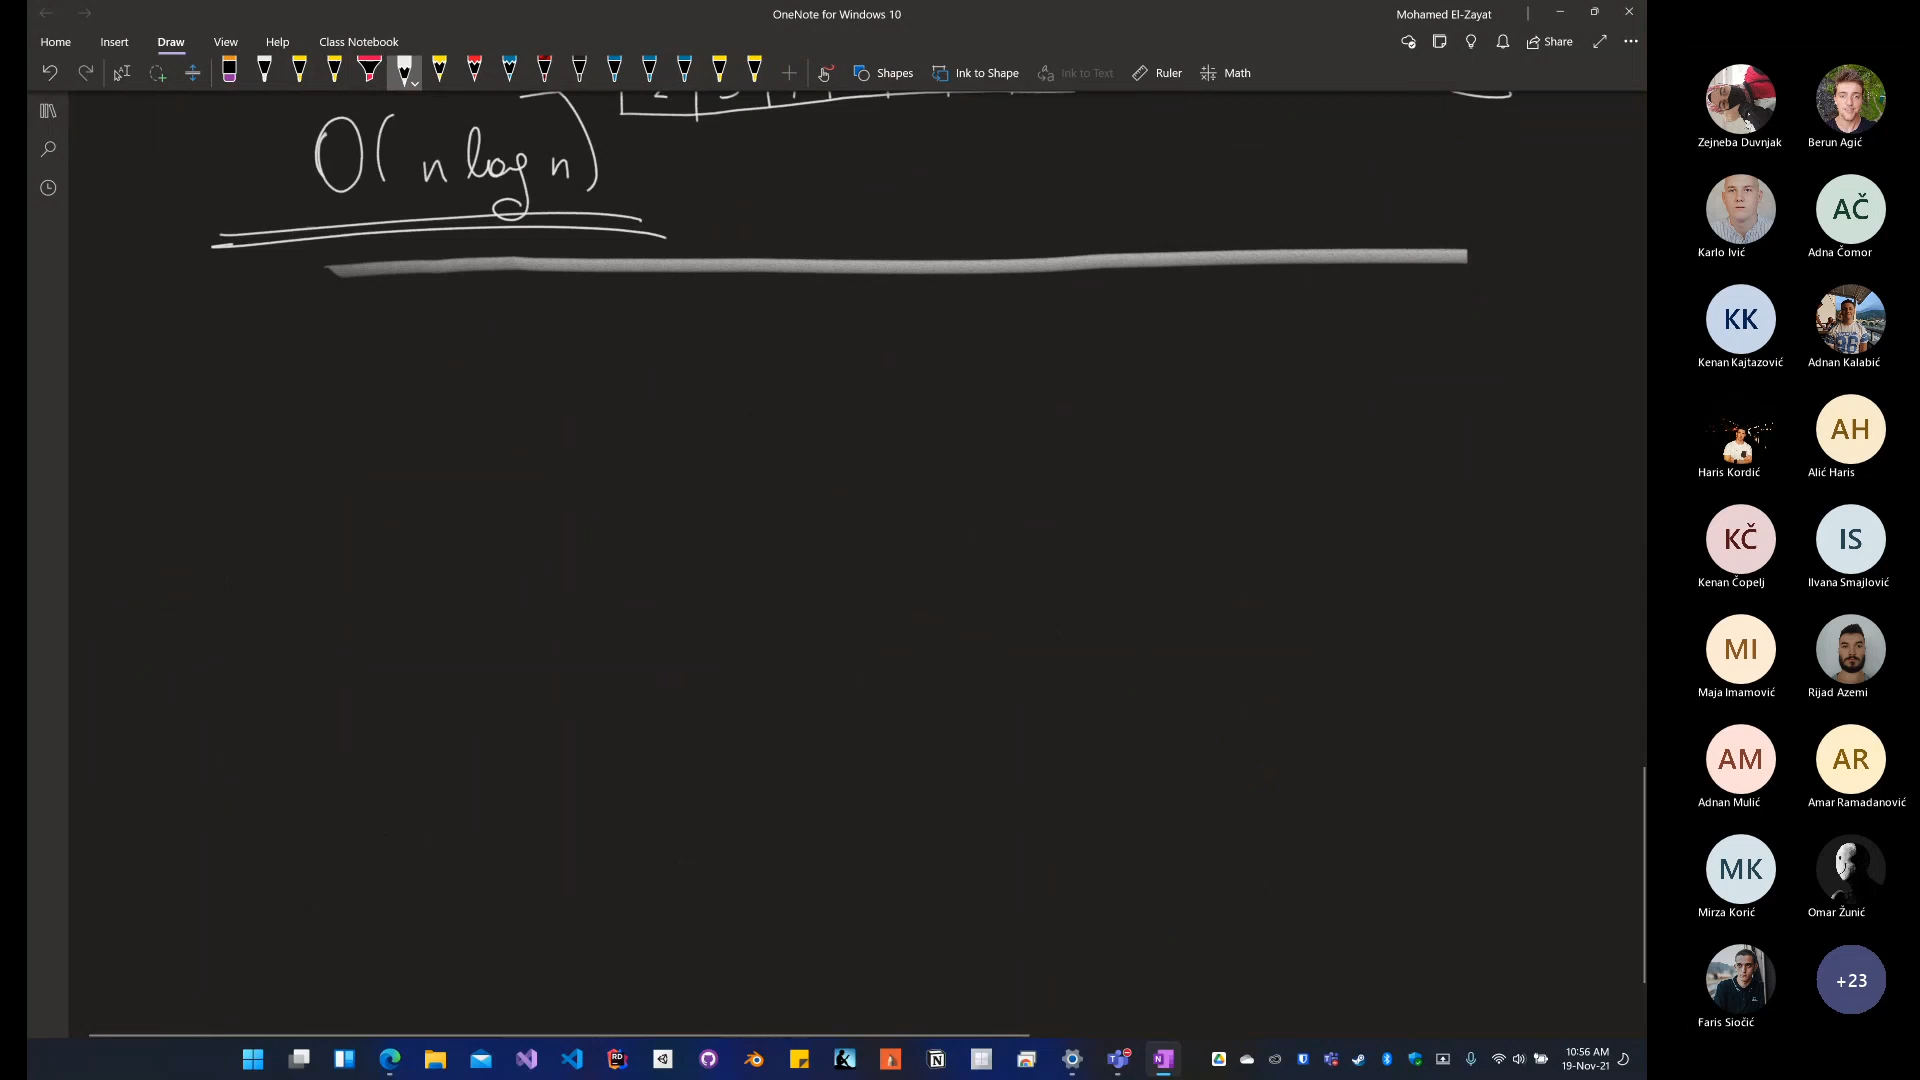 OneNote for Windows 10
Mohamed El-Zayat
Home Insert Draw View Help Class Notebook
Share
Shapes Ink to Shape Ink to Text Ruler Math
O(n log n)
Zejneba Duvnjak
Berun Agić
Karlo Ivić
AČ
Adna Čomor
KK
Kenan Kajtazović
Adnan Kalabić
Haris Kordić
AH
Alić Haris
KČ
Kenan Čopelj
IS
Ilvana Smajlović
MI
Maja Imamović
Rijad Azemi
AM
Adnan Mulić
AR
Amar Ramadanović
MK
Mirza Korić
Omar Žunić
Faris Siočić
+23
10:56 AM
19-Nov-21